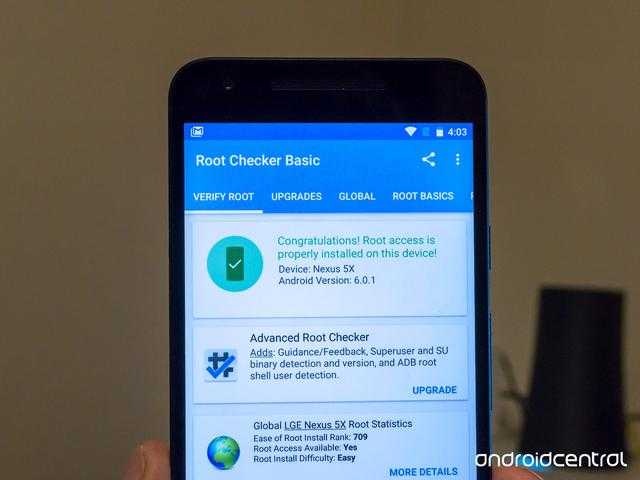 4:03
Root Checker Basic
VERIFY ROOT UPGRADES GLOBAL ROOT BASICS
Congratulations! Root access is
properly installed on this device!
Device: Nexus 5X
Android Version: 6.0.1
Advanced Root Checker
Adds: Guidance/Feedback, Superuser and SU
binary detection and version, and ADB root
shell user detection.
UPGRADE
Global LGE Nexus 5X Root Statistics
Ease of Root Install Rank: 709
Root Access Available: Yes
Root Install Difficulty: Easy
MORE DETAILS
androidcentral